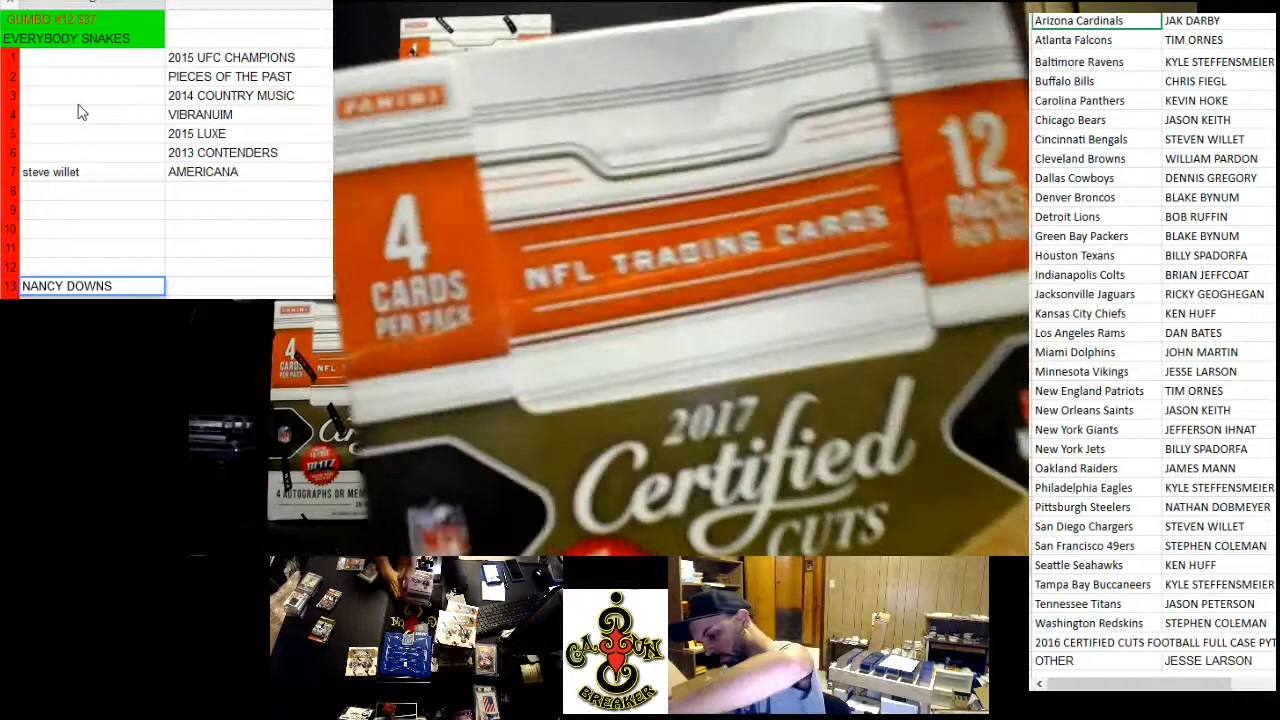 GUMBO #12 $37
EVERYBODY SNAKES
1 2015 UFC CHAMPIONS
2 PIECES OF THE PAST
3 2014 COUNTRY MUSIC
4 VIBRANUIM
5 2015 LUXE
6 2013 CONTENDERS
7 steve willet AMERICANA
8
9
10
11
12
13 NANCY DOWNS
PANINI
4
CARDS
PER PACK
NFL TRADING CARDS
12
PACKS
2017
Certified
CUTS
PANINI
4
CARDS
PER PACK
NFL
BLITZ
4 AUTOGRAPHS OR MEM
CAJUN
BREAKER
Arizona Cardinals JAK DARBY
Atlanta Falcons TIM ORNES
Baltimore Ravens KYLE STEFFENSMEIER
Buffalo Bills CHRIS FIEGL
Carolina Panthers KEVIN HOKE
Chicago Bears JASON KEITH
Cincinnati Bengals STEVEN WILLET
Cleveland Browns WILLIAM PARDON
Dallas Cowboys DENNIS GREGORY
Denver Broncos BLAKE BYNUM
Detroit Lions BOB RUFFIN
Green Bay Packers BLAKE BYNUM
Houston Texans BILLY SPADORFA
Indianapolis Colts BRIAN JEFFCOAT
Jacksonville Jaguars RICKY GEOGHEGAN
Kansas City Chiefs KEN HUFF
Los Angeles Rams DAN BATES
Miami Dolphins JOHN MARTIN
Minnesota Vikings JESSE LARSON
New England Patriots TIM ORNES
New Orleans Saints JASON KEITH
New York Giants JEFFERSON IHNAT
New York Jets BILLY SPADORFA
Oakland Raiders JAMES MANN
Philadelphia Eagles KYLE STEFFENSMEIER
Pittsburgh Steelers NATHAN DOBMEYER
San Diego Chargers STEVEN WILLET
San Francisco 49ers STEPHEN COLEMAN
Seattle Seahawks KEN HUFF
Tampa Bay Buccaneers KYLE STEFFENSMEIER
Tennessee Titans JASON PETERSON
Washington Redskins STEPHEN COLEMAN
2016 CERTIFIED CUTS FOOTBALL FULL CASE PYT
OTHER JESSE LARSON